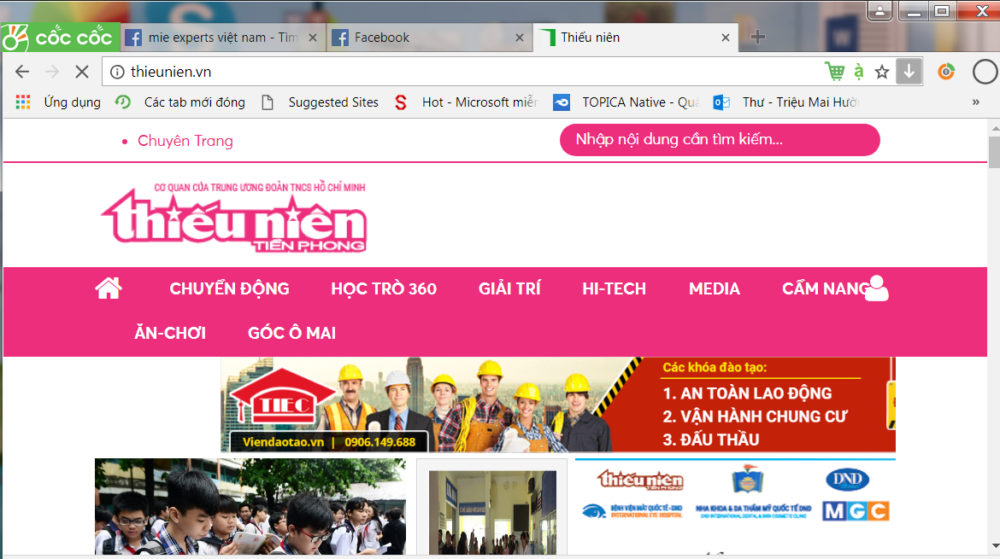 cốc cốc
mie experts việt nam - Tìm
Facebook
Thiếu niên
thieunien.vn
à
Ứng dụng
Các tab mới đóng
Suggested Sites
Hot - Microsoft miễn
TOPICA Native - Quả
Thư - Triệu Mai Hườn
»
Chuyên Trang
Nhập nội dung cần tìm kiếm...
CƠ QUAN CỦA TRUNG ƯƠNG ĐOÀN TNCS HỒ CHÍ MINH
thiếu niên
TIỀN PHONG
CHUYỂN ĐỘNG
HỌC TRÒ 360
GIẢI TRÍ
HI-TECH
MEDIA
CẨM NANG
ĂN-CHƠI
GÓC Ô MAI
TIEC
Viendaotao.vn | 0906.149.688
Các khóa đào tạo:
1. AN TOÀN LAO ĐỘNG
2. VẬN HÀNH CHUNG CƯ
3. ĐẤU THẦU
thiếu niên
TIỀN PHONG
DND
BỆNH VIỆN MẮT QUỐC TẾ - DND
INTERNATIONAL EYE HOSPITAL
NHA KHOA & DA THẨM MỸ QUỐC TẾ DND
DND INTERNATIONAL DENTAL & SKIN COSMETIC CLINIC
MGC